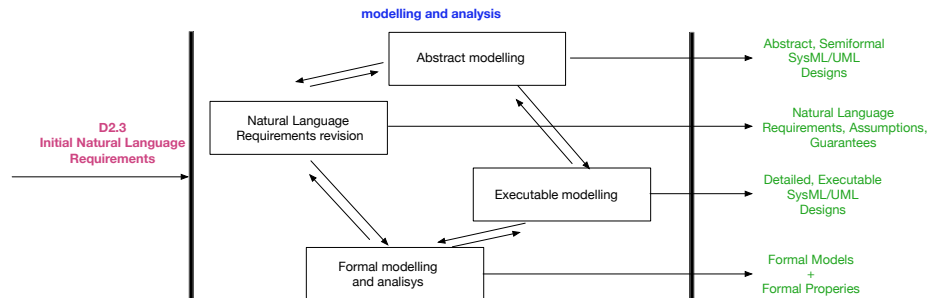 modelling and analysis
Abstract modelling
Abstract, Semiformal
SysML/UML
Designs
D2.3
Initial Natural Language
Requirements
Natural Language
Requirements revision
Natural Language
Requirements, Assumptions,
Guarantees
Executable modelling
Detailed, Executable
SysML/UML
Designs
Formal modelling
and analisys
Formal Models
+
Formal Properies